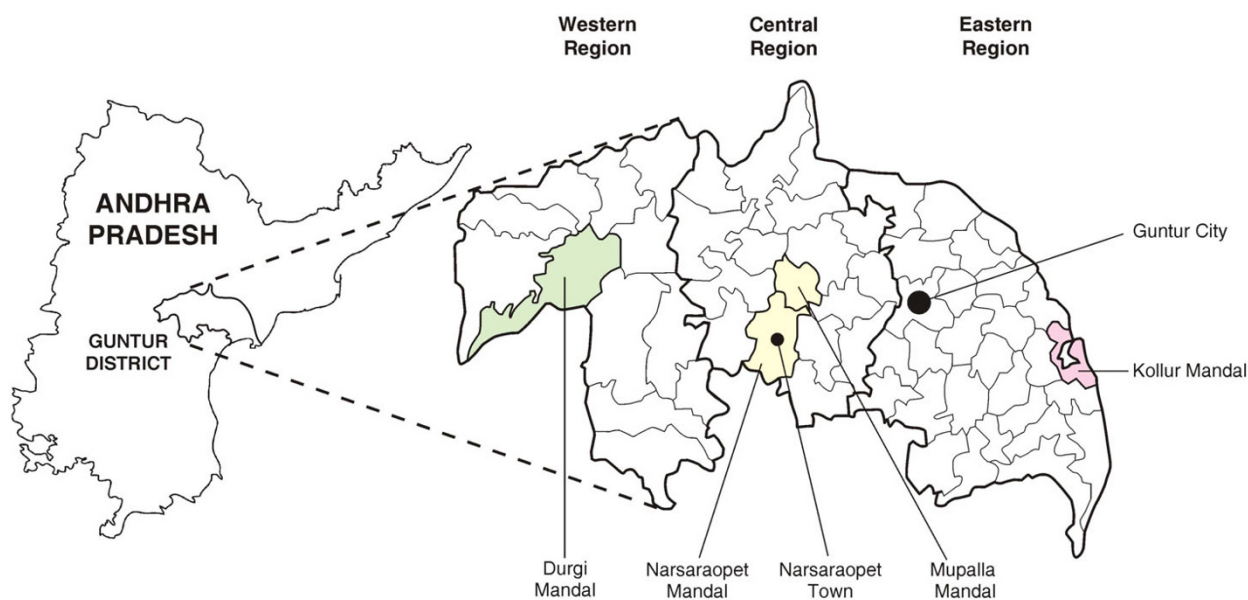 Western
Region
Central
Region
Eastern
Region
ANDHRA
PRADESH
GUNTUR
DISTRICT
Guntur City
Kollur Mandal
Durgi
Mandal
Narsaraopet
Mandal
Narsaraopet
Town
Mupalla
Mandal